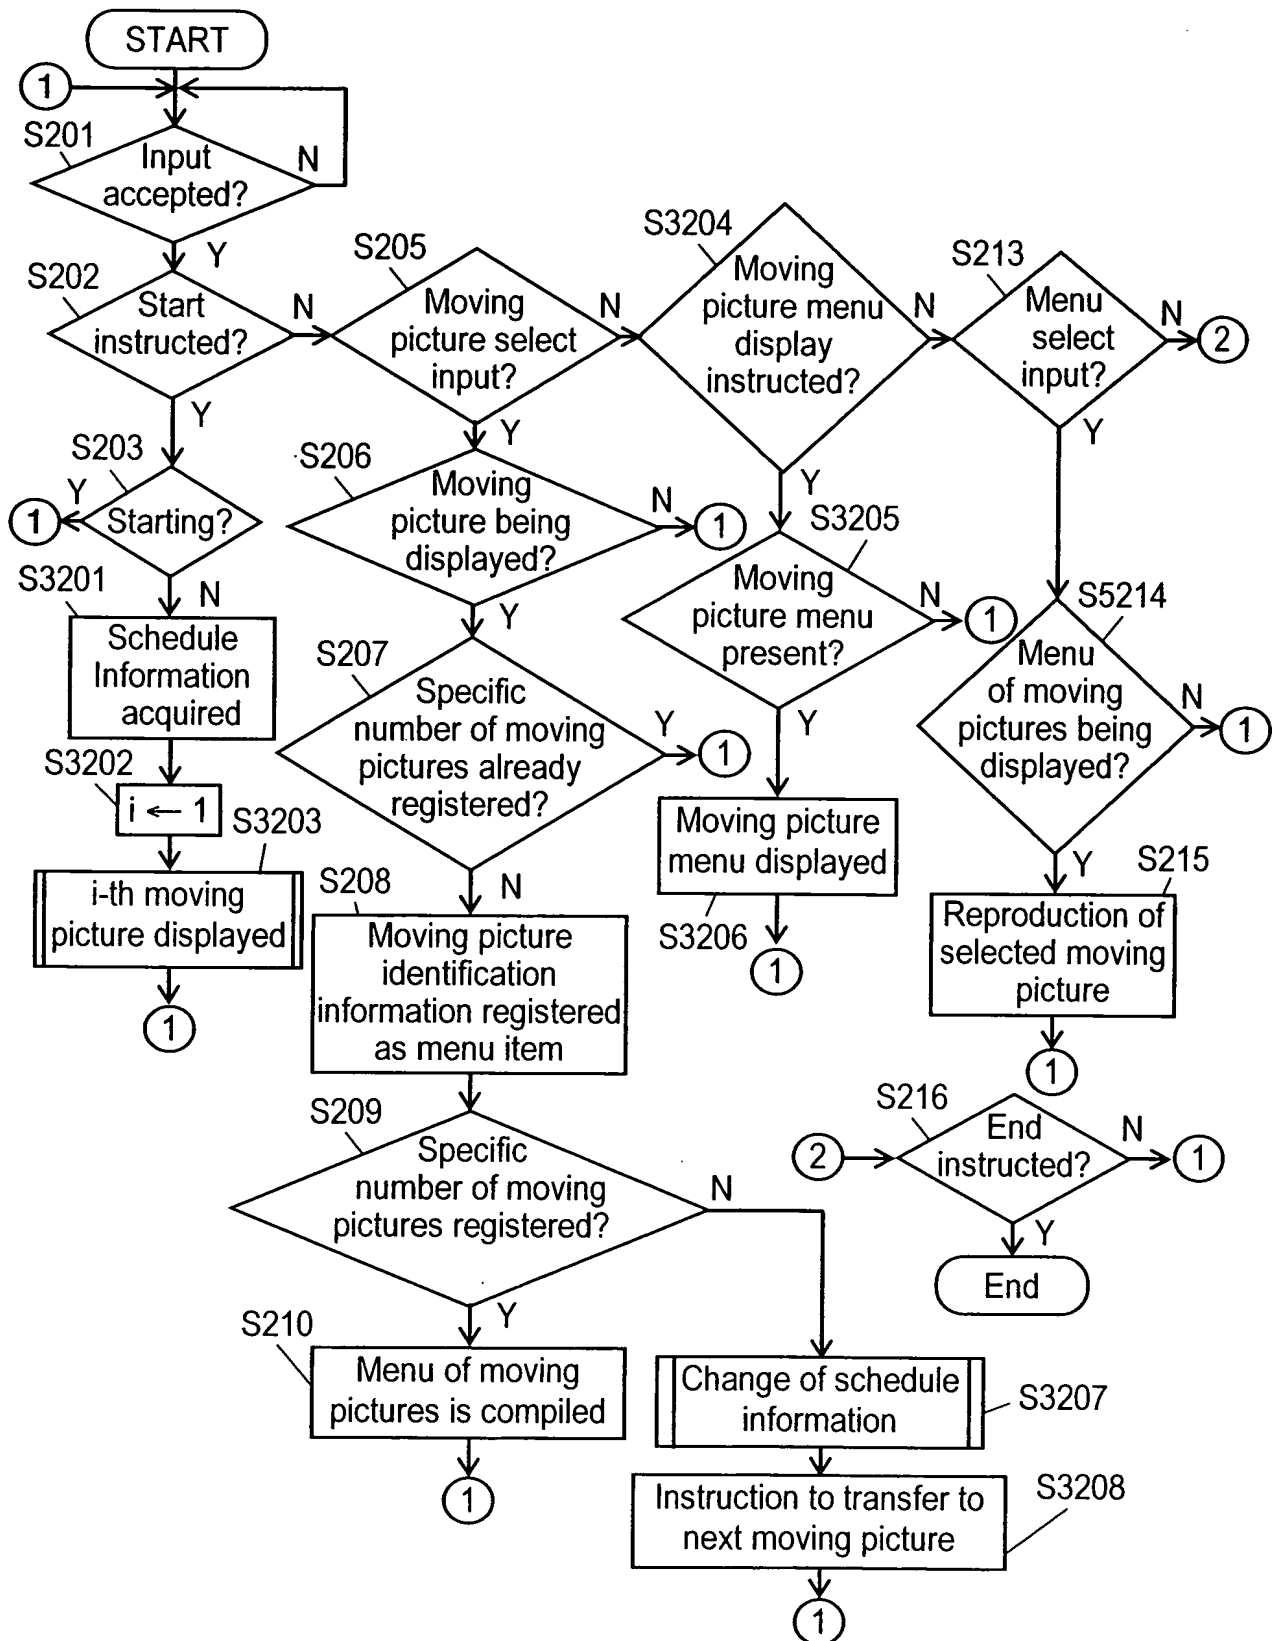 START
1
S201
Input
accepted?
N
Y
S202
Start
instructed?
N
Y
S203
Starting?
Y
1
N
S3201
Schedule
Information
acquired
S3202
i ← 1
S3203
i-th moving
picture displayed
1
S205
Moving
picture select
input?
N
Y
S206
Moving
picture being
displayed?
N
1
Y
S207
Specific
number of moving
pictures already
registered?
Y
1
N
S208
Moving picture
identification
information registered
as menu item
S209
Specific
number of moving
pictures registered?
N
Y
S210
Menu of moving
pictures is compiled
1
Change of schedule
information
S3207
Instruction to transfer to
next moving picture
S3208
1
S3204
Moving
picture menu
display
instructed?
N
Y
S3205
Moving
picture menu
present?
N
1
Y
Moving picture
menu displayed
S3206
1
S213
Menu
select
input?
N
2
Y
S5214
Menu
of moving
pictures being
displayed?
N
1
Y
S215
Reproduction of
selected moving
picture
1
S216
2
End
instructed?
N
1
Y
End